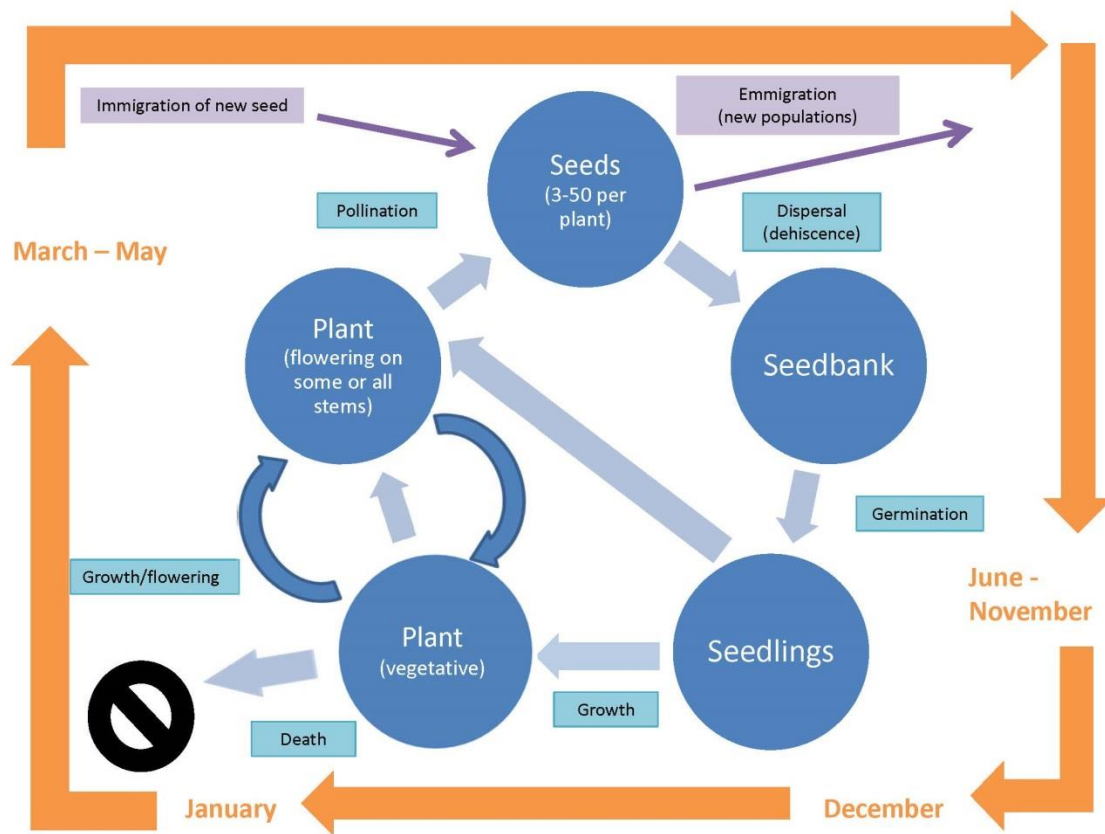 Immigration of new seed
Emmigration
(new populations)
Seeds
(3-50 per
plant)
Pollination
Dispersal
(dehiscence)
March – May
Plant
(flowering on
some or all
stems)
Seedbank
Germination
Growth/flowering
June -
November
Plant
(vegetative)
Seedlings
Growth
Death
January
December